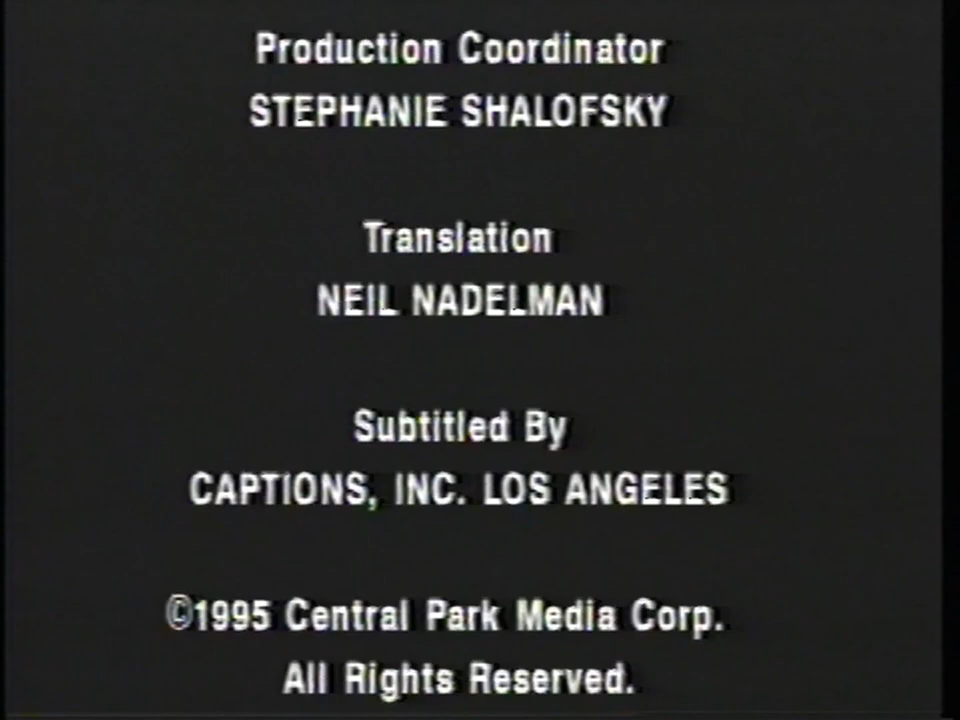 Production Coordinator
STEPHANIE SHALOFSKY
Translation
NEIL NADELMAN
Subtitled By
CAPTIONS, INC. LOS ANGELES
©1995 Central Park Media Corp.
All Rights Reserved.